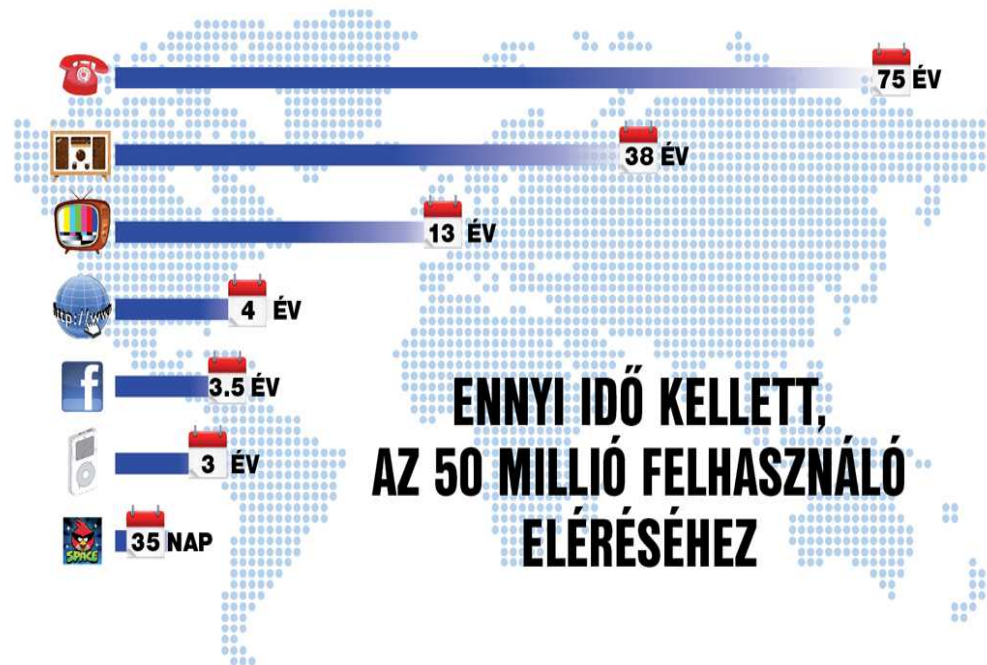 75 ÉV
38 ÉV
13 ÉV
http://www
4 ÉV
f
3.5 ÉV
3 ÉV
SPACE
35 NAP
ENNYI IDŐ KELLETT,
AZ 50 MILLIÓ FELHASZNÁLÓ
ELÉRÉSÉHEZ